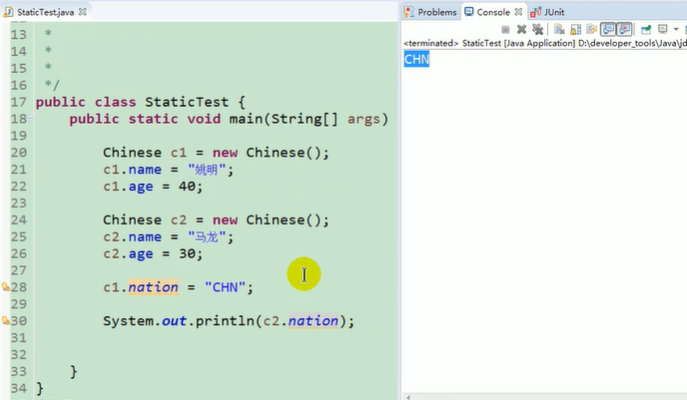 StaticTest.java
13 *
14 *
15 *
16 */
17 public class StaticTest {
18 public static void main(String[] args)
19
20 Chinese c1 = new Chinese();
21 c1.name = "姚明";
22 c1.age = 40;
23
24 Chinese c2 = new Chinese();
25 c2.name = "马龙";
26 c2.age = 30;
27
28 c1.nation = "CHN";
29
30 System.out.println(c2.nation);
31
32
33 }
34 }
Problems Console JUnit
<terminated> StaticTest [Java Application] D:\developer_tools\Java\jd
CHN